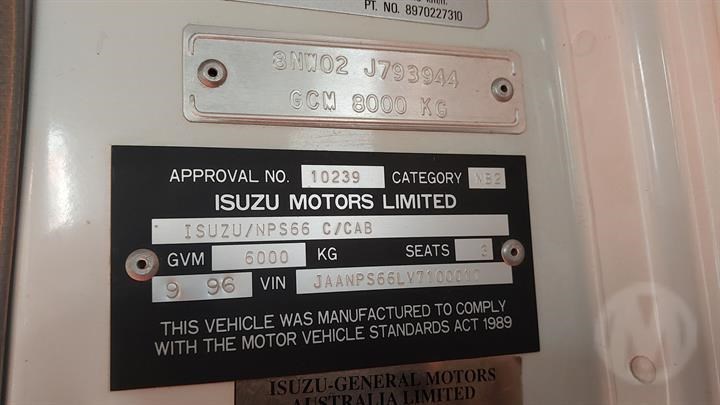 PT. NO. 8970227310
3NW02 J793944
GCM 8000 KG
APPROVAL NO. 10239 CATEGORY NB2
ISUZU MOTORS LIMITED
ISUZU/NPS66 C/CAB
GVM 6000 KG SEATS 3
9 96 VIN
THIS VEHICLE WAS MANUFACTURED TO COMPLY
WITH THE MOTOR VEHICLE STANDARDS ACT 1989
ISUZU-GENERAL MOTORS
AUSTRALIA LIMITED